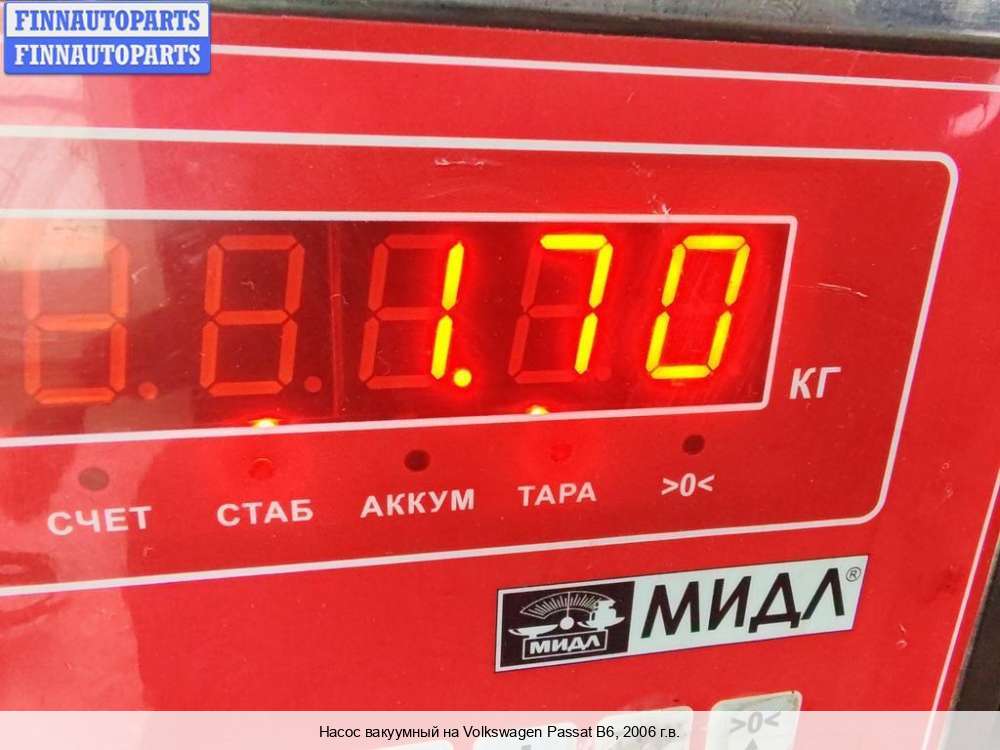 FINNAUTOPARTS
FINNAUTOPARTS
1.70
КГ
СЧЕТ СТАБ АККУМ ТАРА >0<
МИДЛ МИДЛ®
>0<
Насос вакуумный на Volkswagen Passat B6, 2006 г.в.